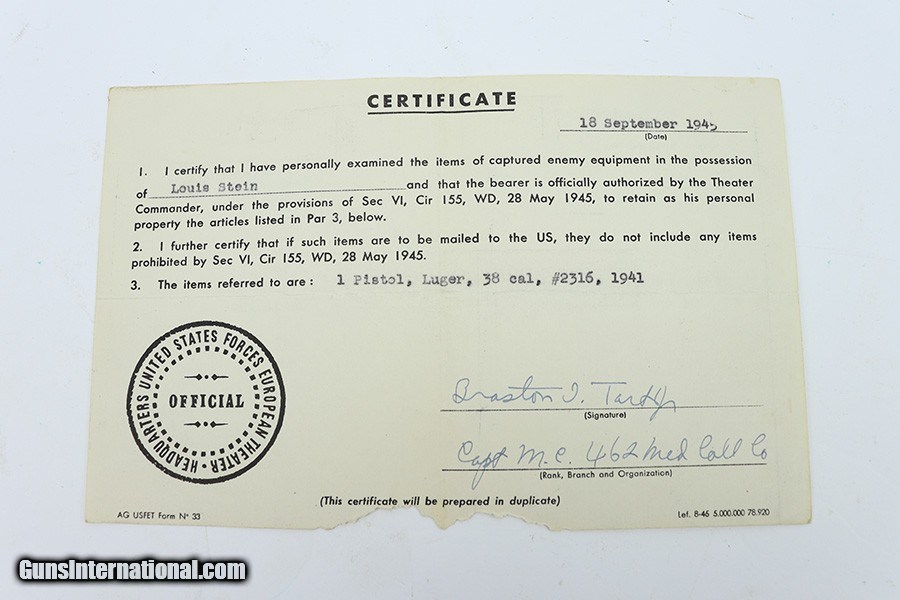 CERTIFICATE
18 September 1945
(Date)
1. I certify that I have personally examined the items of captured enemy equipment in the possession
of Louis Stein and that the bearer is officially authorized by the Theater
Commander, under the provisions of Sec VI, Cir 155, WD, 28 May 1945, to retain as his personal
property the articles listed in Par 3, below.
2. I further certify that if such items are to be mailed to the US, they do not include any items
prohibited by Sec VI, Cir 155, WD, 28 May 1945.
3. The items referred to are : 1 Pistol, Luger, 38 cal, #2316, 1941
HEADQUARTERS UNITED STATES FORCES EUROPEAN THEATER
OFFICIAL
(Signature)
Capt M.C. 462 Med Coll Co
(Rank, Branch and Organization)
(This certificate will be prepared in duplicate)
AG USFET Form N° 33
Lef. 8-45 5.000.000 78.920
GunsInternational.com